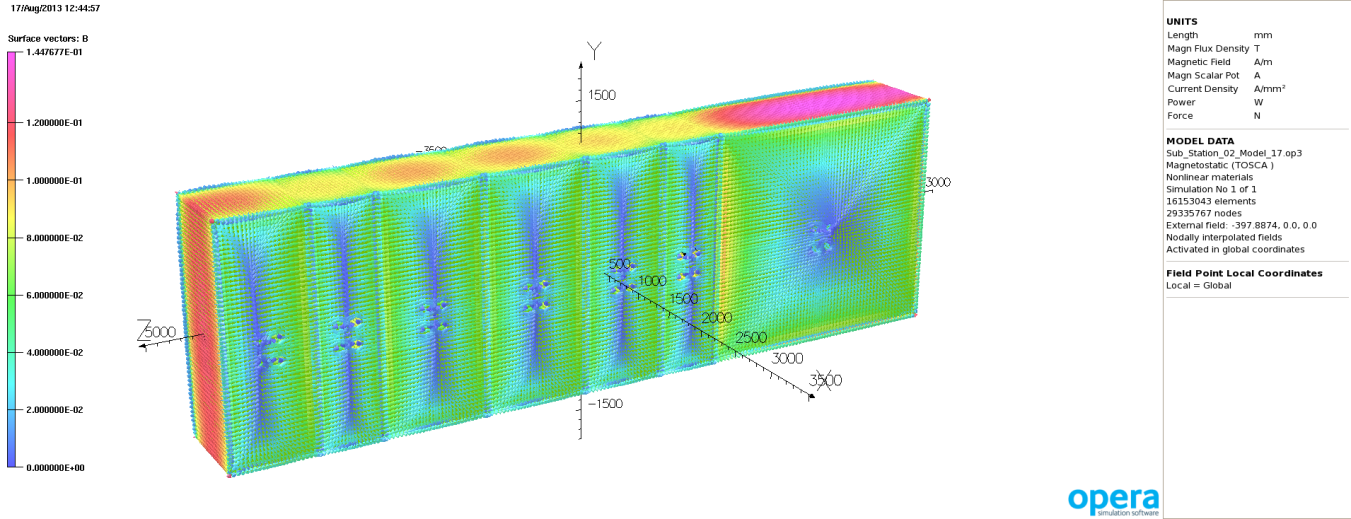 17/Aug/2013 12:44:57
Surface vectors: B
1.447677E-01
1.200000E-01
1.000000E-01
8.000000E-02
6.000000E-02
4.000000E-02
2.000000E-02
0.000000E+00
Y
1500
-3500
3000
Z
5000
500
1000
1500
2000
2500
3000
3500
X
-1500
opera
simulation software
UNITS
Length mm
Magn Flux Density T
Magnetic Field A/m
Magn Scalar Pot A
Current Density A/mm²
Power W
Force N
MODEL DATA
Sub_Station_02_Model_17.op3
Magnetostatic (TOSCA )
Nonlinear materials
Simulation No 1 of 1
16153043 elements
29335767 nodes
External field: -397.8874, 0.0, 0.0
Nodally interpolated fields
Activated in global coordinates
Field Point Local Coordinates
Local = Global